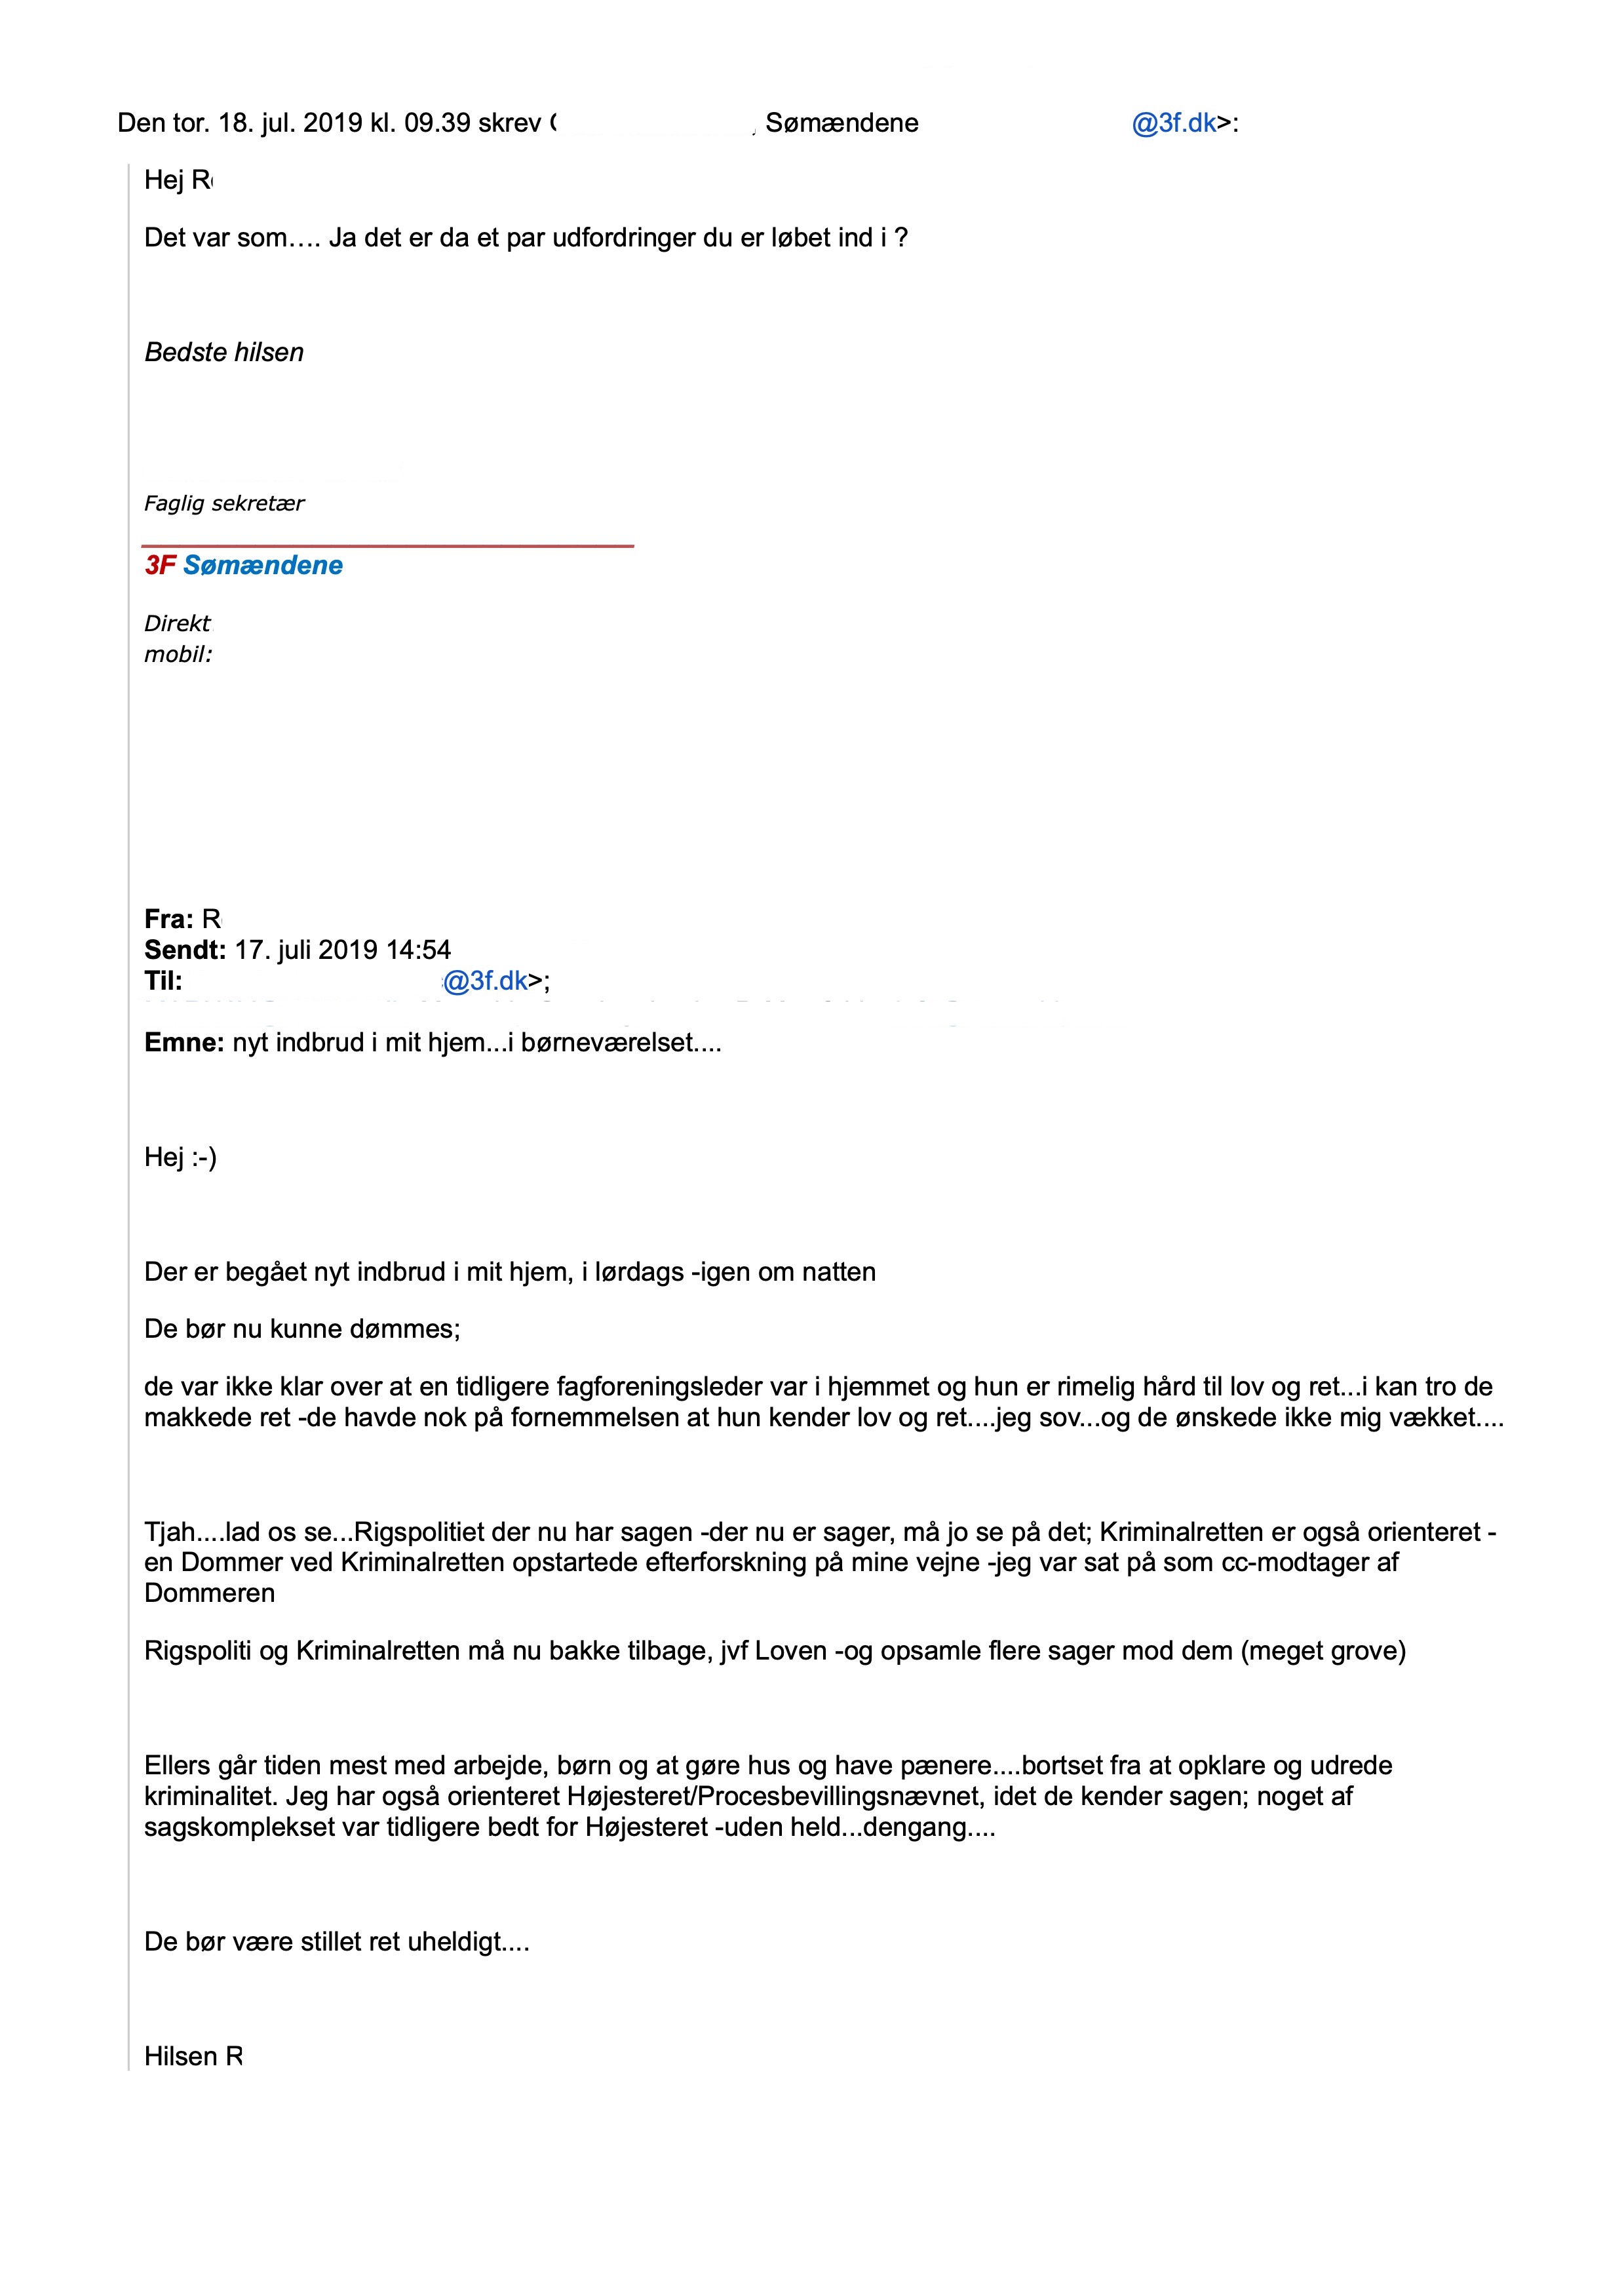 Den tor. 18. jul. 2019 kl. 09.39 skrev Sømændene @3f.dk>:
Hej R
Det var som…. Ja det er da et par udfordringer du er løbet ind i ?
Bedste hilsen
Faglig sekretær
3F Sømændene
Direkt
mobil:
Fra: R
Sendt: 17. juli 2019 14:54
Til: @3f.dk>;
Emne: nyt indbrud i mit hjem...i børneværelset....
Hej :-)
Der er begået nyt indbrud i mit hjem, i lørdags -igen om natten
De bør nu kunne dømmes;
de var ikke klar over at en tidligere fagforeningsleder var i hjemmet og hun er rimelig hård til lov og ret...i kan tro de
makkede ret -de havde nok på fornemmelsen at hun kender lov og ret....jeg sov...og de ønskede ikke mig vækket....
Tjah....lad os se...Rigspolitiet der nu har sagen -der nu er sager, må jo se på det; Kriminalretten er også orienteret -
en Dommer ved Kriminalretten opstartede efterforskning på mine vejne -jeg var sat på som cc-modtager af
Dommeren
Rigspoliti og Kriminalretten må nu bakke tilbage, jvf Loven -og opsamle flere sager mod dem (meget grove)
Ellers går tiden mest med arbejde, børn og at gøre hus og have pænere....bortset fra at opklare og udrede
kriminalitet. Jeg har også orienteret Højesteret/Procesbevillingsnævnet, idet de kender sagen; noget af
sagskomplekset var tidligere bedt for Højesteret -uden held...dengang....
De bør være stillet ret uheldigt....
Hilsen R